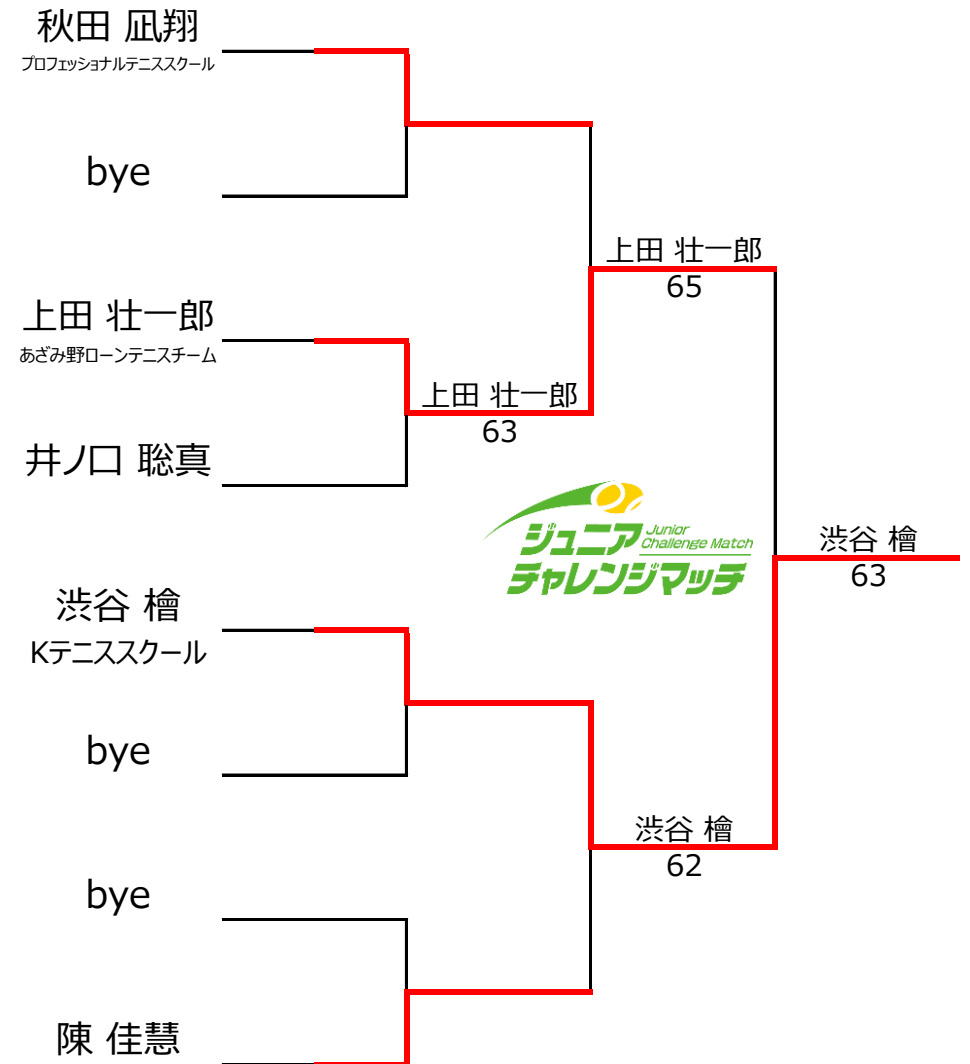 秋田 凪翔
プロフェッショナルテニススクール
bye
上田 壮一郎
65
上田 壮一郎
あざみ野ローンテニスチーム
上田 壮一郎
63
井ノ口 聡真
ジュニア
Junior
Challenge Match
チャレンジマッチ
渋谷 檜
63
渋谷 檜
Kテニススクール
bye
渋谷 檜
62
bye
陳 佳慧